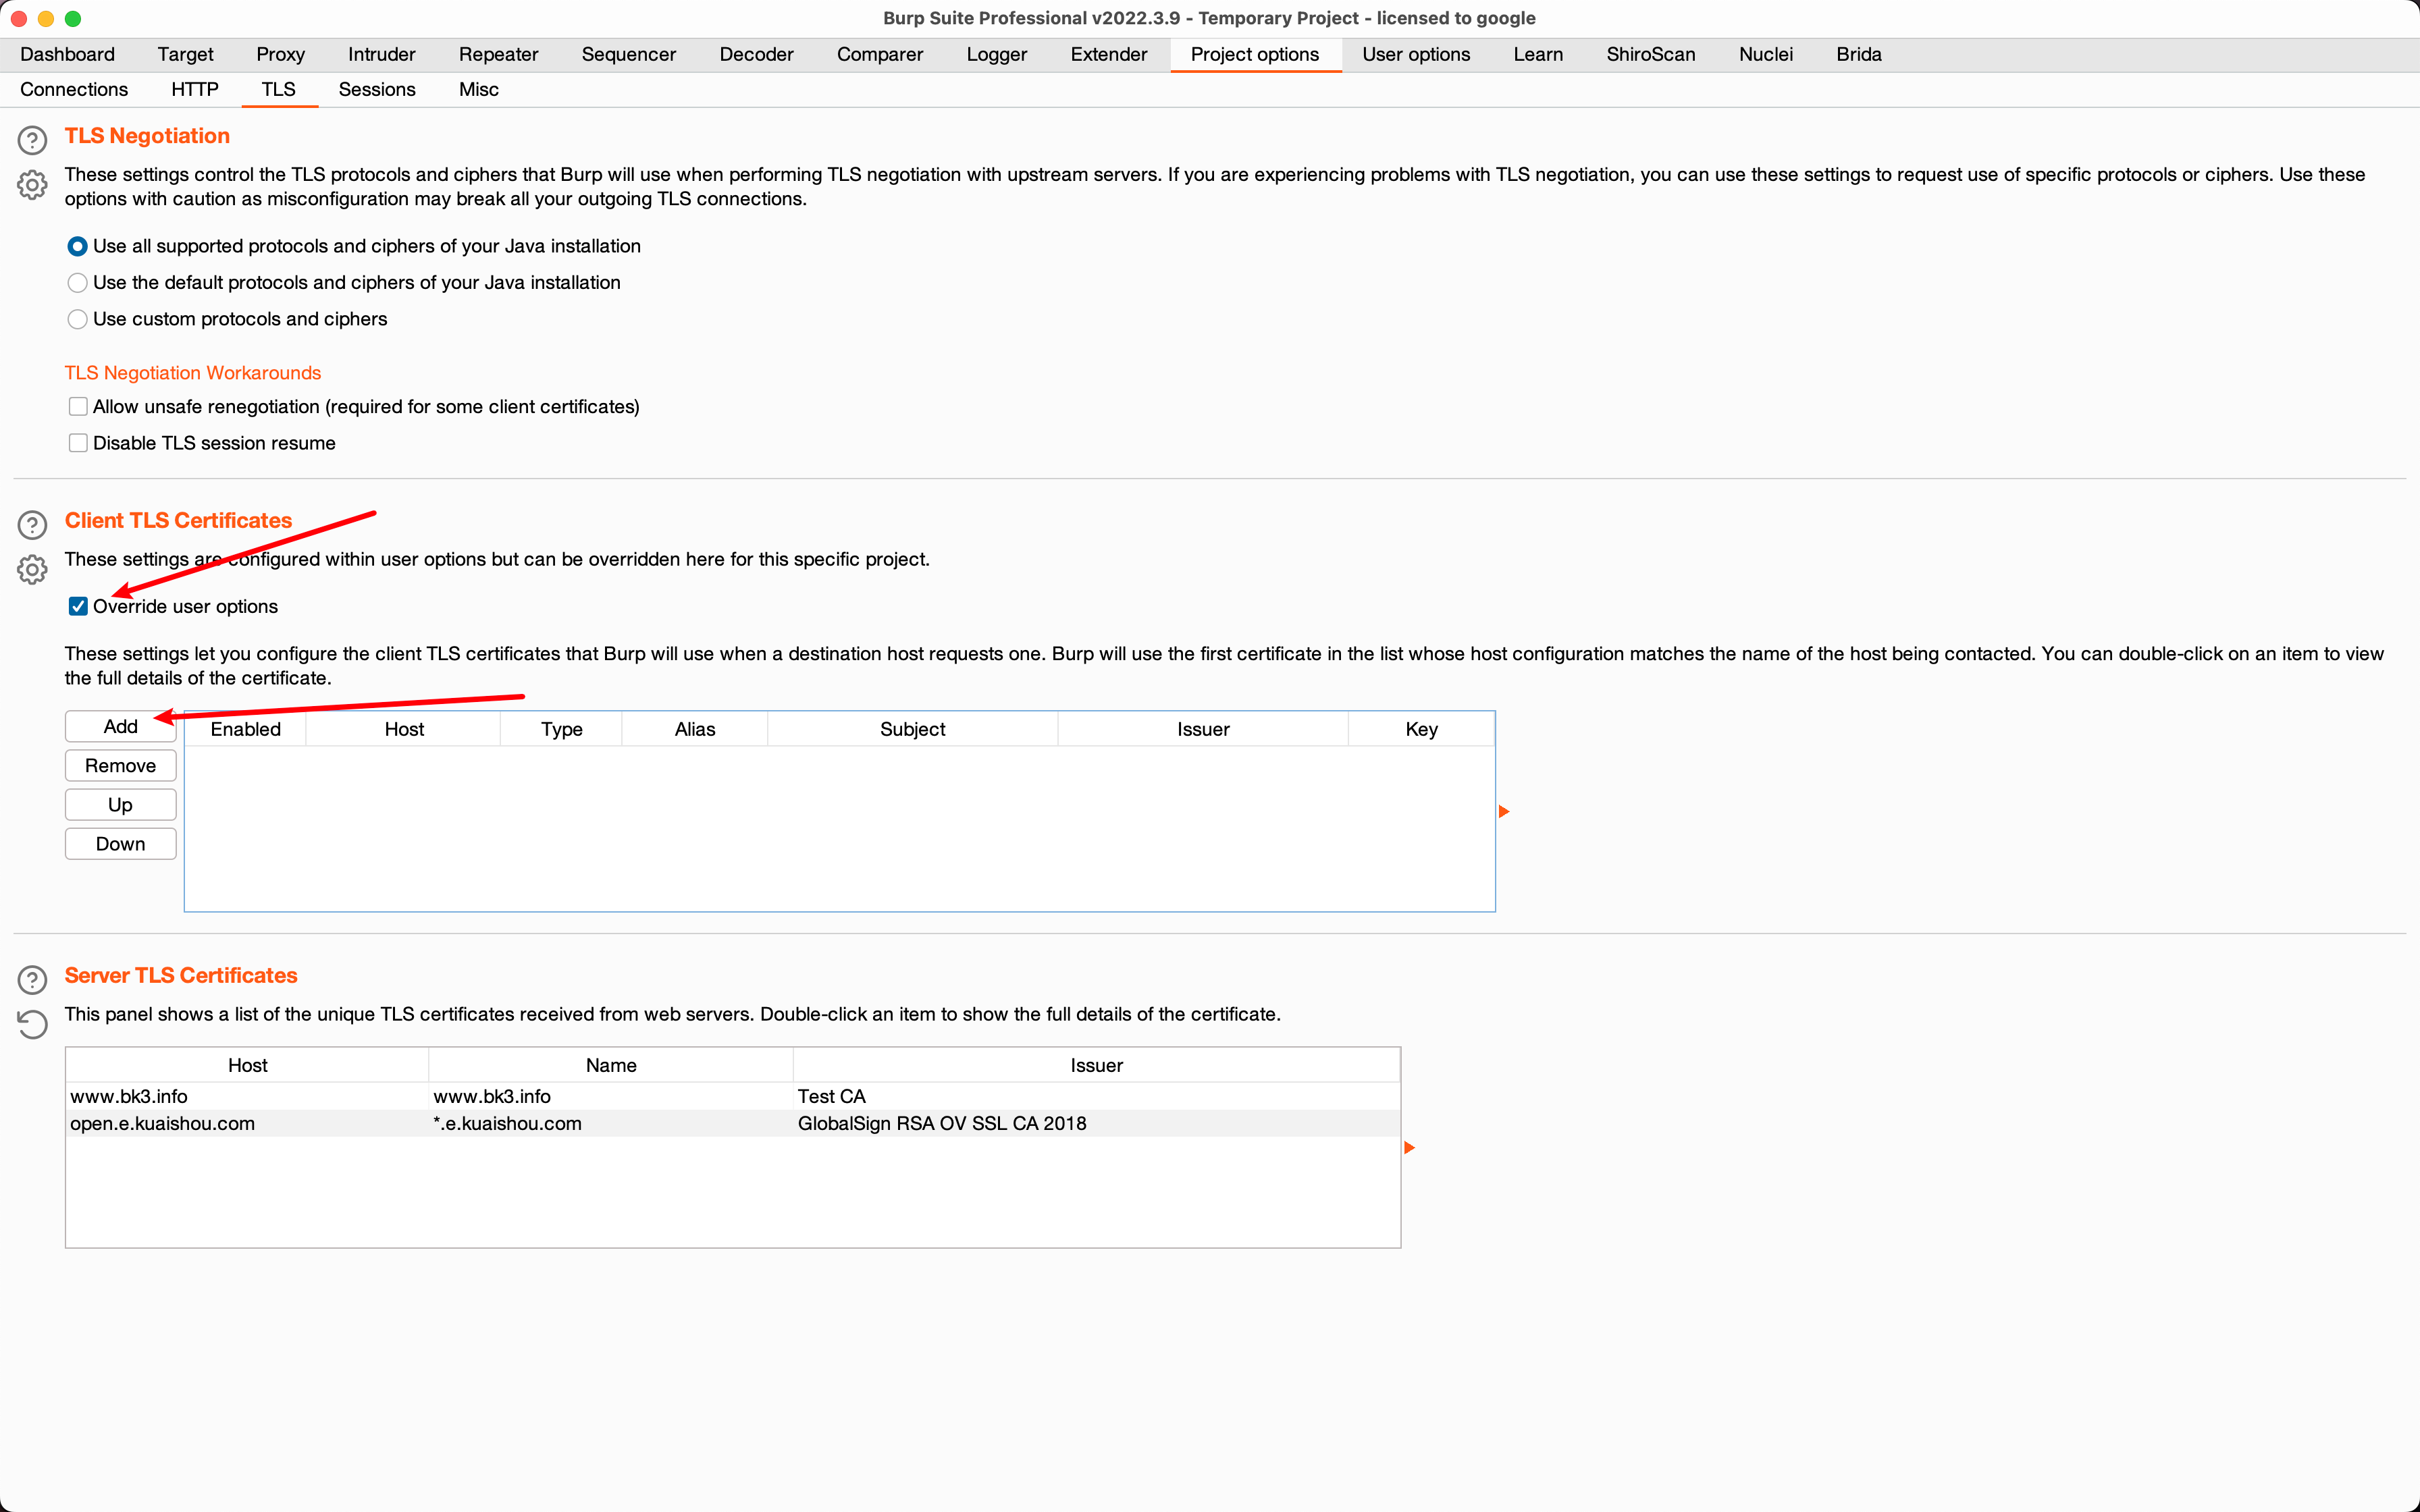 Burp Suite Professional v2022.3.9 - Temporary Project - licensed to google
Dashboard Target Proxy Intruder Repeater Sequencer Decoder Comparer Logger Extender Project options User options Learn ShiroScan Nuclei Brida
Connections HTTP TLS Sessions Misc
TLS Negotiation
These settings control the TLS protocols and ciphers that Burp will use when performing TLS negotiation with upstream servers. If you are experiencing problems with TLS negotiation, you can use these settings to request use of specific protocols or ciphers. Use these
options with caution as misconfiguration may break all your outgoing TLS connections.
Use all supported protocols and ciphers of your Java installation
Use the default protocols and ciphers of your Java installation
Use custom protocols and ciphers
TLS Negotiation Workarounds
Allow unsafe renegotiation (required for some client certificates)
Disable TLS session resume
Client TLS Certificates
These settings are configured within user options but can be overridden here for this specific project.
Override user options
These settings let you configure the client TLS certificates that Burp will use when a destination host requests one. Burp will use the first certificate in the list whose host configuration matches the name of the host being contacted. You can double-click on an item to view
the full details of the certificate.
Add
Remove
Up
Down
Enabled Host Type Alias Subject Issuer Key
Server TLS Certificates
This panel shows a list of the unique TLS certificates received from web servers. Double-click an item to show the full details of the certificate.
Host Name Issuer
www.bk3.info www.bk3.info Test CA
open.e.kuaishou.com *.e.kuaishou.com GlobalSign RSA OV SSL CA 2018